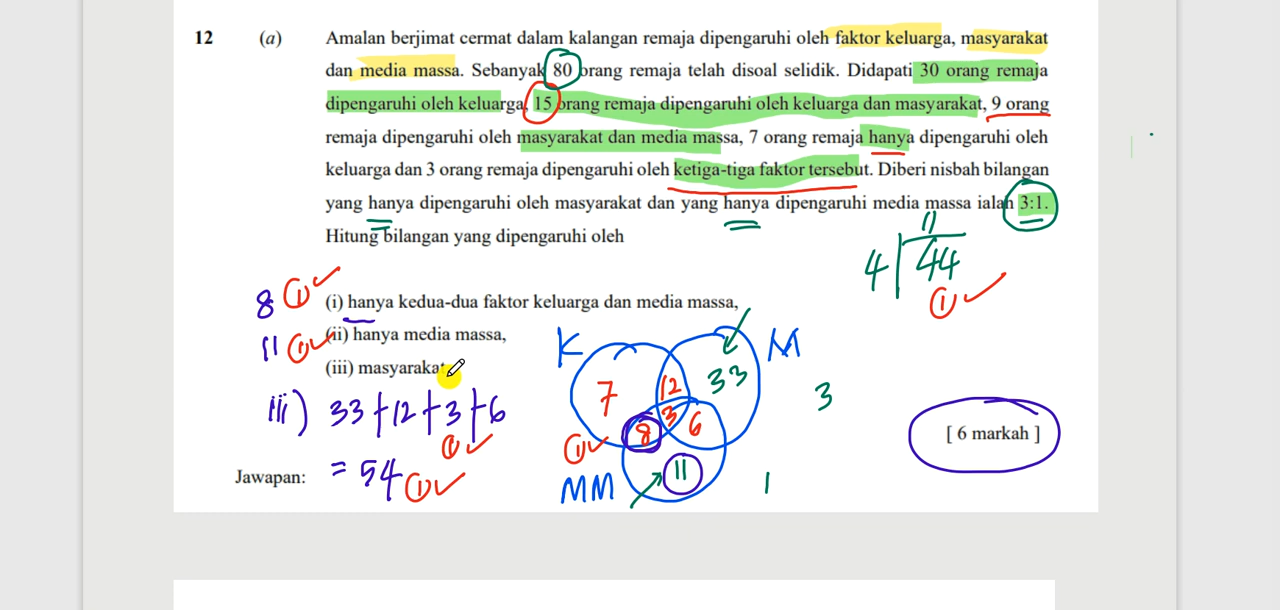 12 (a) Amalan berjimat cermat dalam kalangan remaja dipengaruhi oleh faktor keluarga, masyarakat
dan media massa. Sebanyak 80 orang remaja telah disoal selidik. Didapati 30 orang remaja
dipengaruhi oleh keluarga, 15 orang remaja dipengaruhi oleh keluarga dan masyarakat, 9 orang
remaja dipengaruhi oleh masyarakat dan media massa, 7 orang remaja hanya dipengaruhi oleh
keluarga dan 3 orang remaja dipengaruhi oleh ketiga-tiga faktor tersebut. Diberi nisbah bilangan
yang hanya dipengaruhi oleh masyarakat dan yang hanya dipengaruhi media massa ialah 3:1.
Hitung bilangan yang dipengaruhi oleh
11
4 44
1 ✓
8 1 ✓ (i) hanya kedua-dua faktor keluarga dan media massa,
11 1 ✓ (ii) hanya media massa,
(iii) masyarakat
K M
7 12 33 3
iii) 33+12+3+6
1 ✓
8 3 6
1 ✓
[ 6 markah ]
Jawapan: = 54 1 ✓
MM 11 1